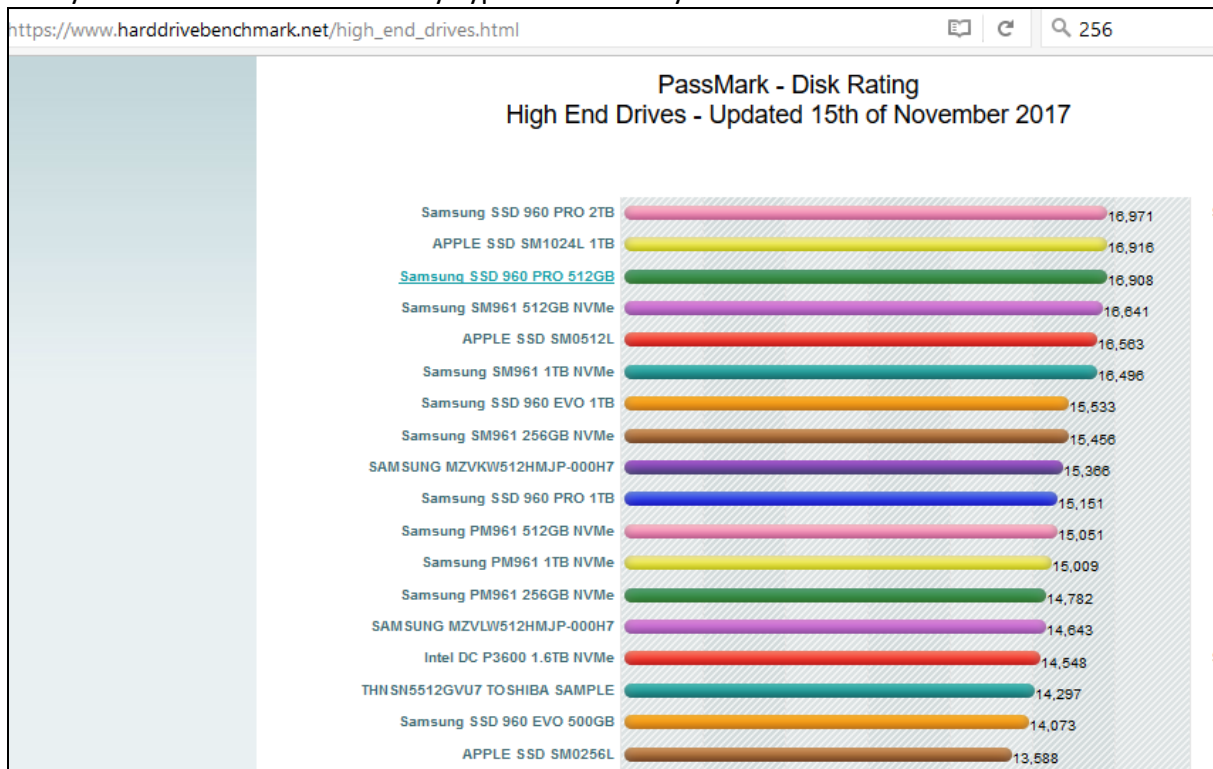 https://www.harddrivebenchmark.net/high_end_drives.html 256
PassMark - Disk Rating
High End Drives - Updated 15th of November 2017
Samsung SSD 960 PRO 2TB 16,971
APPLE SSD SM1024L 1TB 16,916
Samsung SSD 960 PRO 512GB 16,908
Samsung SM961 512GB NVMe 16,641
APPLE SSD SM0512L 16,563
Samsung SM961 1TB NVMe 16,496
Samsung SSD 960 EVO 1TB 15,533
Samsung SM961 256GB NVMe 15,456
SAMSUNG MZVKW512HMJP-000H7 15,366
Samsung SSD 960 PRO 1TB 15,151
Samsung PM961 512GB NVMe 15,051
Samsung PM961 1TB NVMe 15,009
Samsung PM961 256GB NVMe 14,782
SAMSUNG MZVLW512HMJP-000H7 14,643
Intel DC P3600 1.6TB NVMe 14,548
THNSN5512GVU7 TOSHIBA SAMPLE 14,297
Samsung SSD 960 EVO 500GB 14,073
APPLE SSD SM0256L 13,588